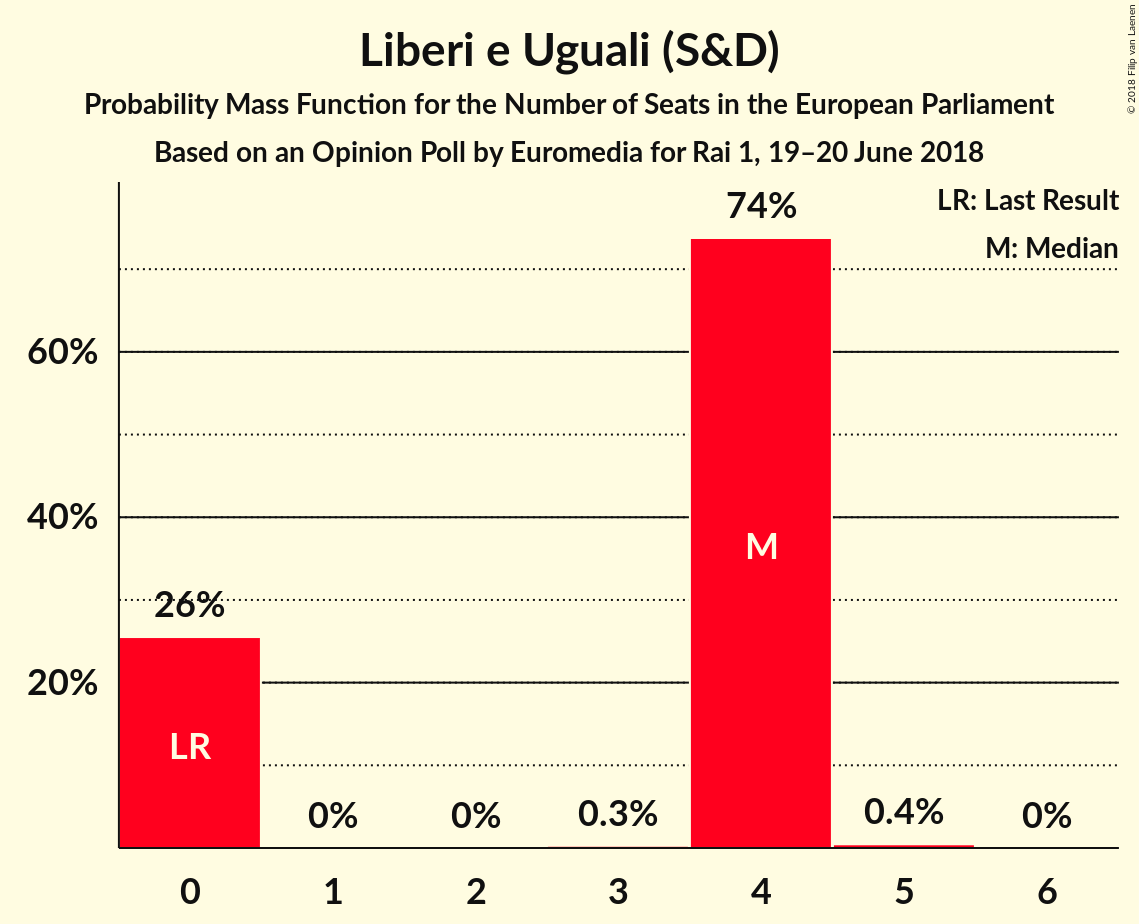 Liberi e Uguali (S&D)
Probability Mass Function for the Number of Seats in the European Parliament
Based on an Opinion Poll by Euromedia for Rai 1, 19–20 June 2018
© 2018 Filip van Laenen
LR: Last Result
M: Median
74%
60%
40%
20%
26%
0%
0%
0.3%
0.4%
0%
LR
M
0 1 2 3 4 5 6